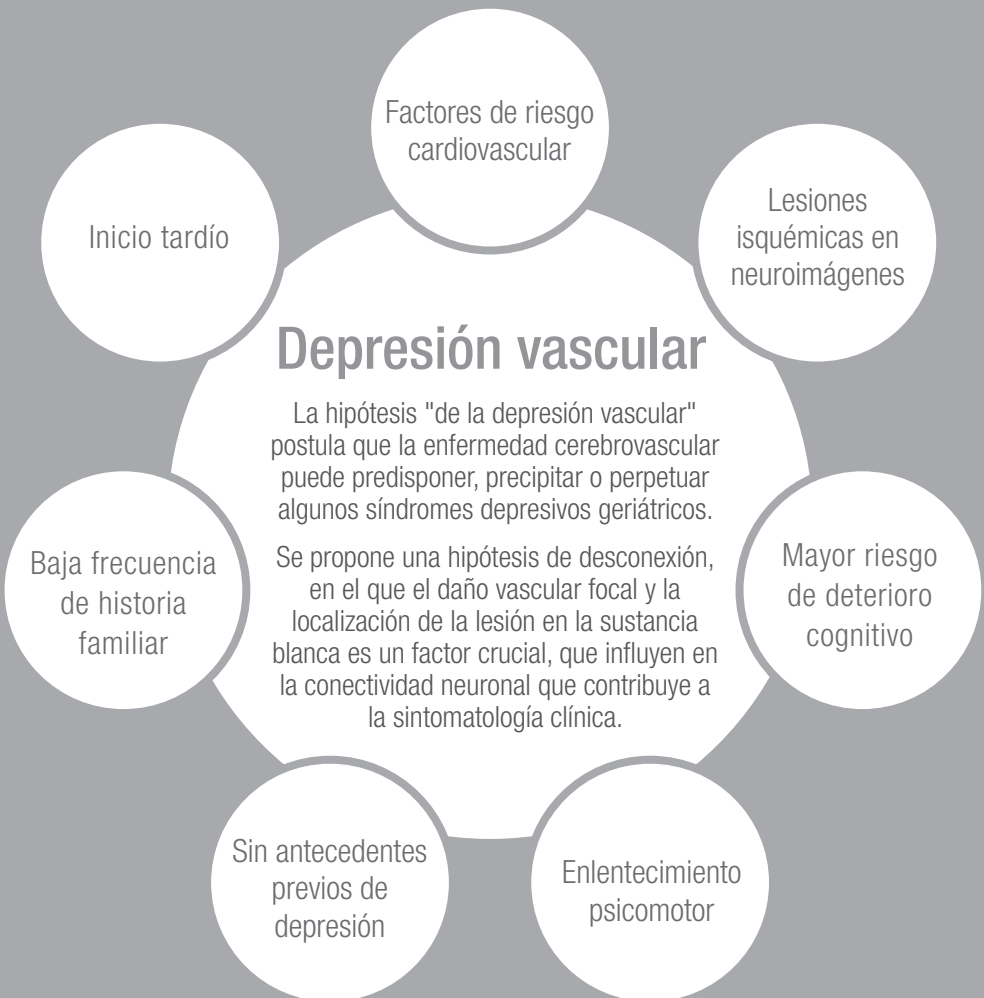 Factores de riesgo
cardiovascular
Lesiones
isquémicas en
neuroimágenes
Inicio tardío
Depresión vascular
La hipótesis "de la depresión vascular"
postula que la enfermedad cerebrovascular
puede predisponer, precipitar o perpetuar
algunos síndromes depresivos geriátricos.
Se propone una hipótesis de desconexión,
en el que el daño vascular focal y la
localización de la lesión en la sustancia
blanca es un factor crucial, que influyen en
la conectividad neuronal que contribuye a
la sintomatología clínica.
Baja frecuencia
de historia
familiar
Mayor riesgo
de deterioro
cognitivo
Sin antecedentes
previos de
depresión
Enlentecimiento
psicomotor